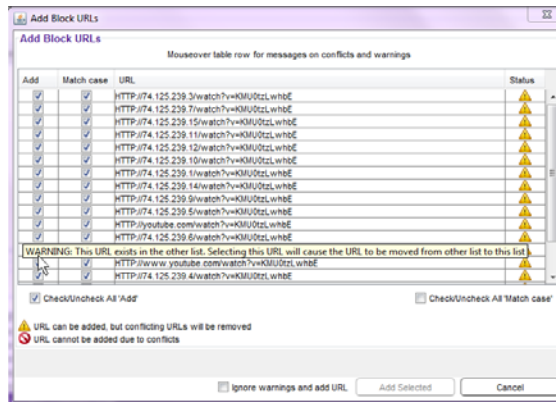 Add Block URLs
Add Block URLs
Mouseover table row for messages on conflicts and warnings
Add Match case URL Status
HTTP://74.125.239.3/watch?v=KMU0tzLwhbE
HTTP://74.125.239.7/watch?v=KMU0tzLwhbE
HTTP://74.125.239.15/watch?v=KMU0tzLwhbE
HTTP://74.125.239.11/watch?v=KMU0tzLwhbE
HTTP://74.125.239.12/watch?v=KMU0tzLwhbE
HTTP://74.125.239.10/watch?v=KMU0tzLwhbE
HTTP://74.125.239.1/watch?v=KMU0tzLwhbE
HTTP://74.125.239.14/watch?v=KMU0tzLwhbE
HTTP://74.125.239.9/watch?v=KMU0tzLwhbE
HTTP://74.125.239.5/watch?v=KMU0tzLwhbE
HTTP://youtube.com/watch?v=KMU0tzLwhbE
HTTP://74.125.239.6/watch?v=KMU0tzLwhbE
WARNING: This URL exists in the other list. Selecting this URL will cause the URL to be moved from other list to this list
HTTP://www.youtube.com/watch?v=KMU0tzLwhbE
HTTP://74.125.239.4/watch?v=KMU0tzLwhbE
Check/Uncheck All 'Add' Check/Uncheck All 'Match case'
URL can be added, but conflicting URLs will be removed
URL cannot be added due to conflicts
Ignore warnings and add URL Add Selected Cancel